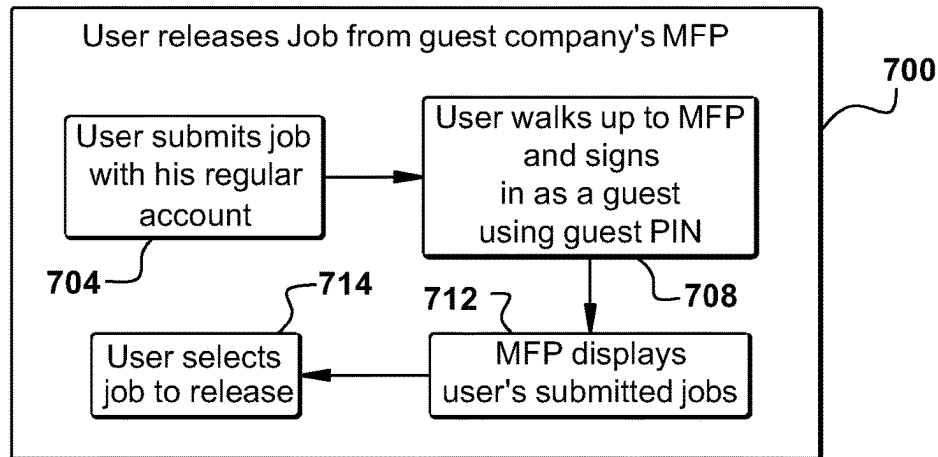 User releases Job from guest company's MFP
700
User submits job
with his regular
account
704
User walks up to MFP
and signs
in as a guest
using guest PIN
708
712
MFP displays
user's submitted jobs
714
User selects
job to release